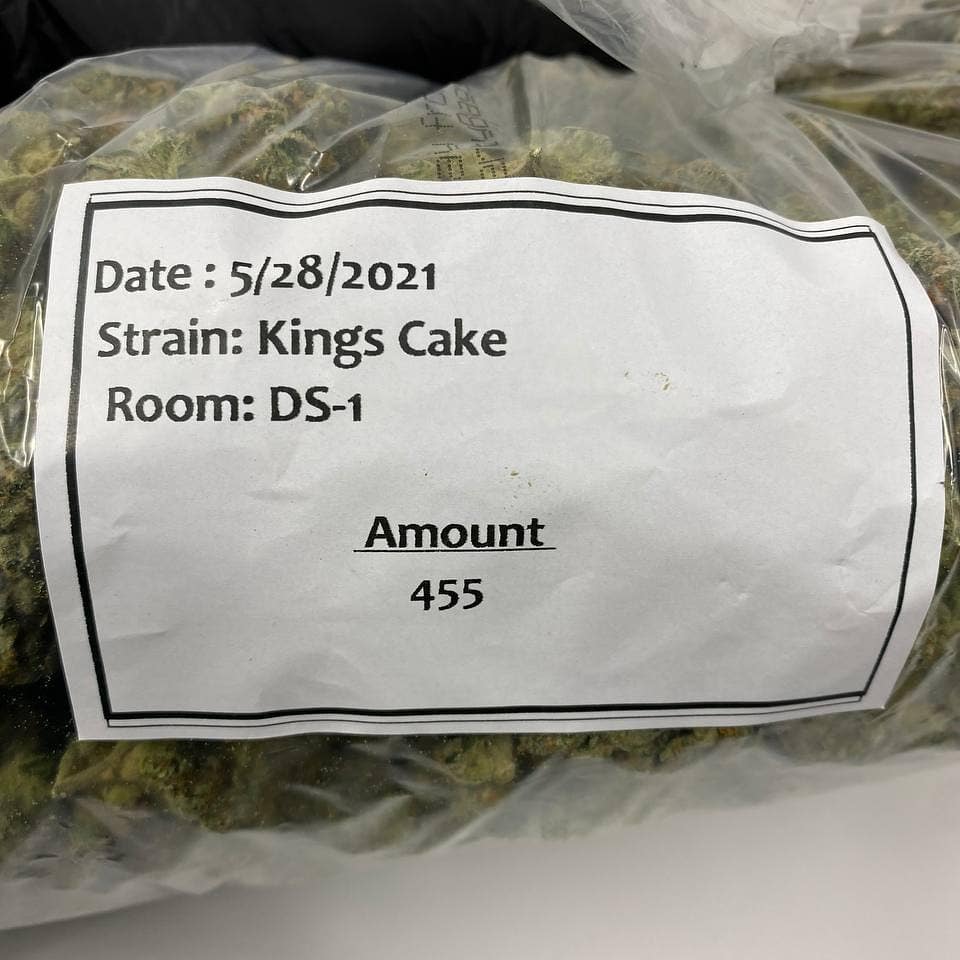 Date : 5/28/2021
Strain: Kings Cake
Room: DS-1
Amount
455